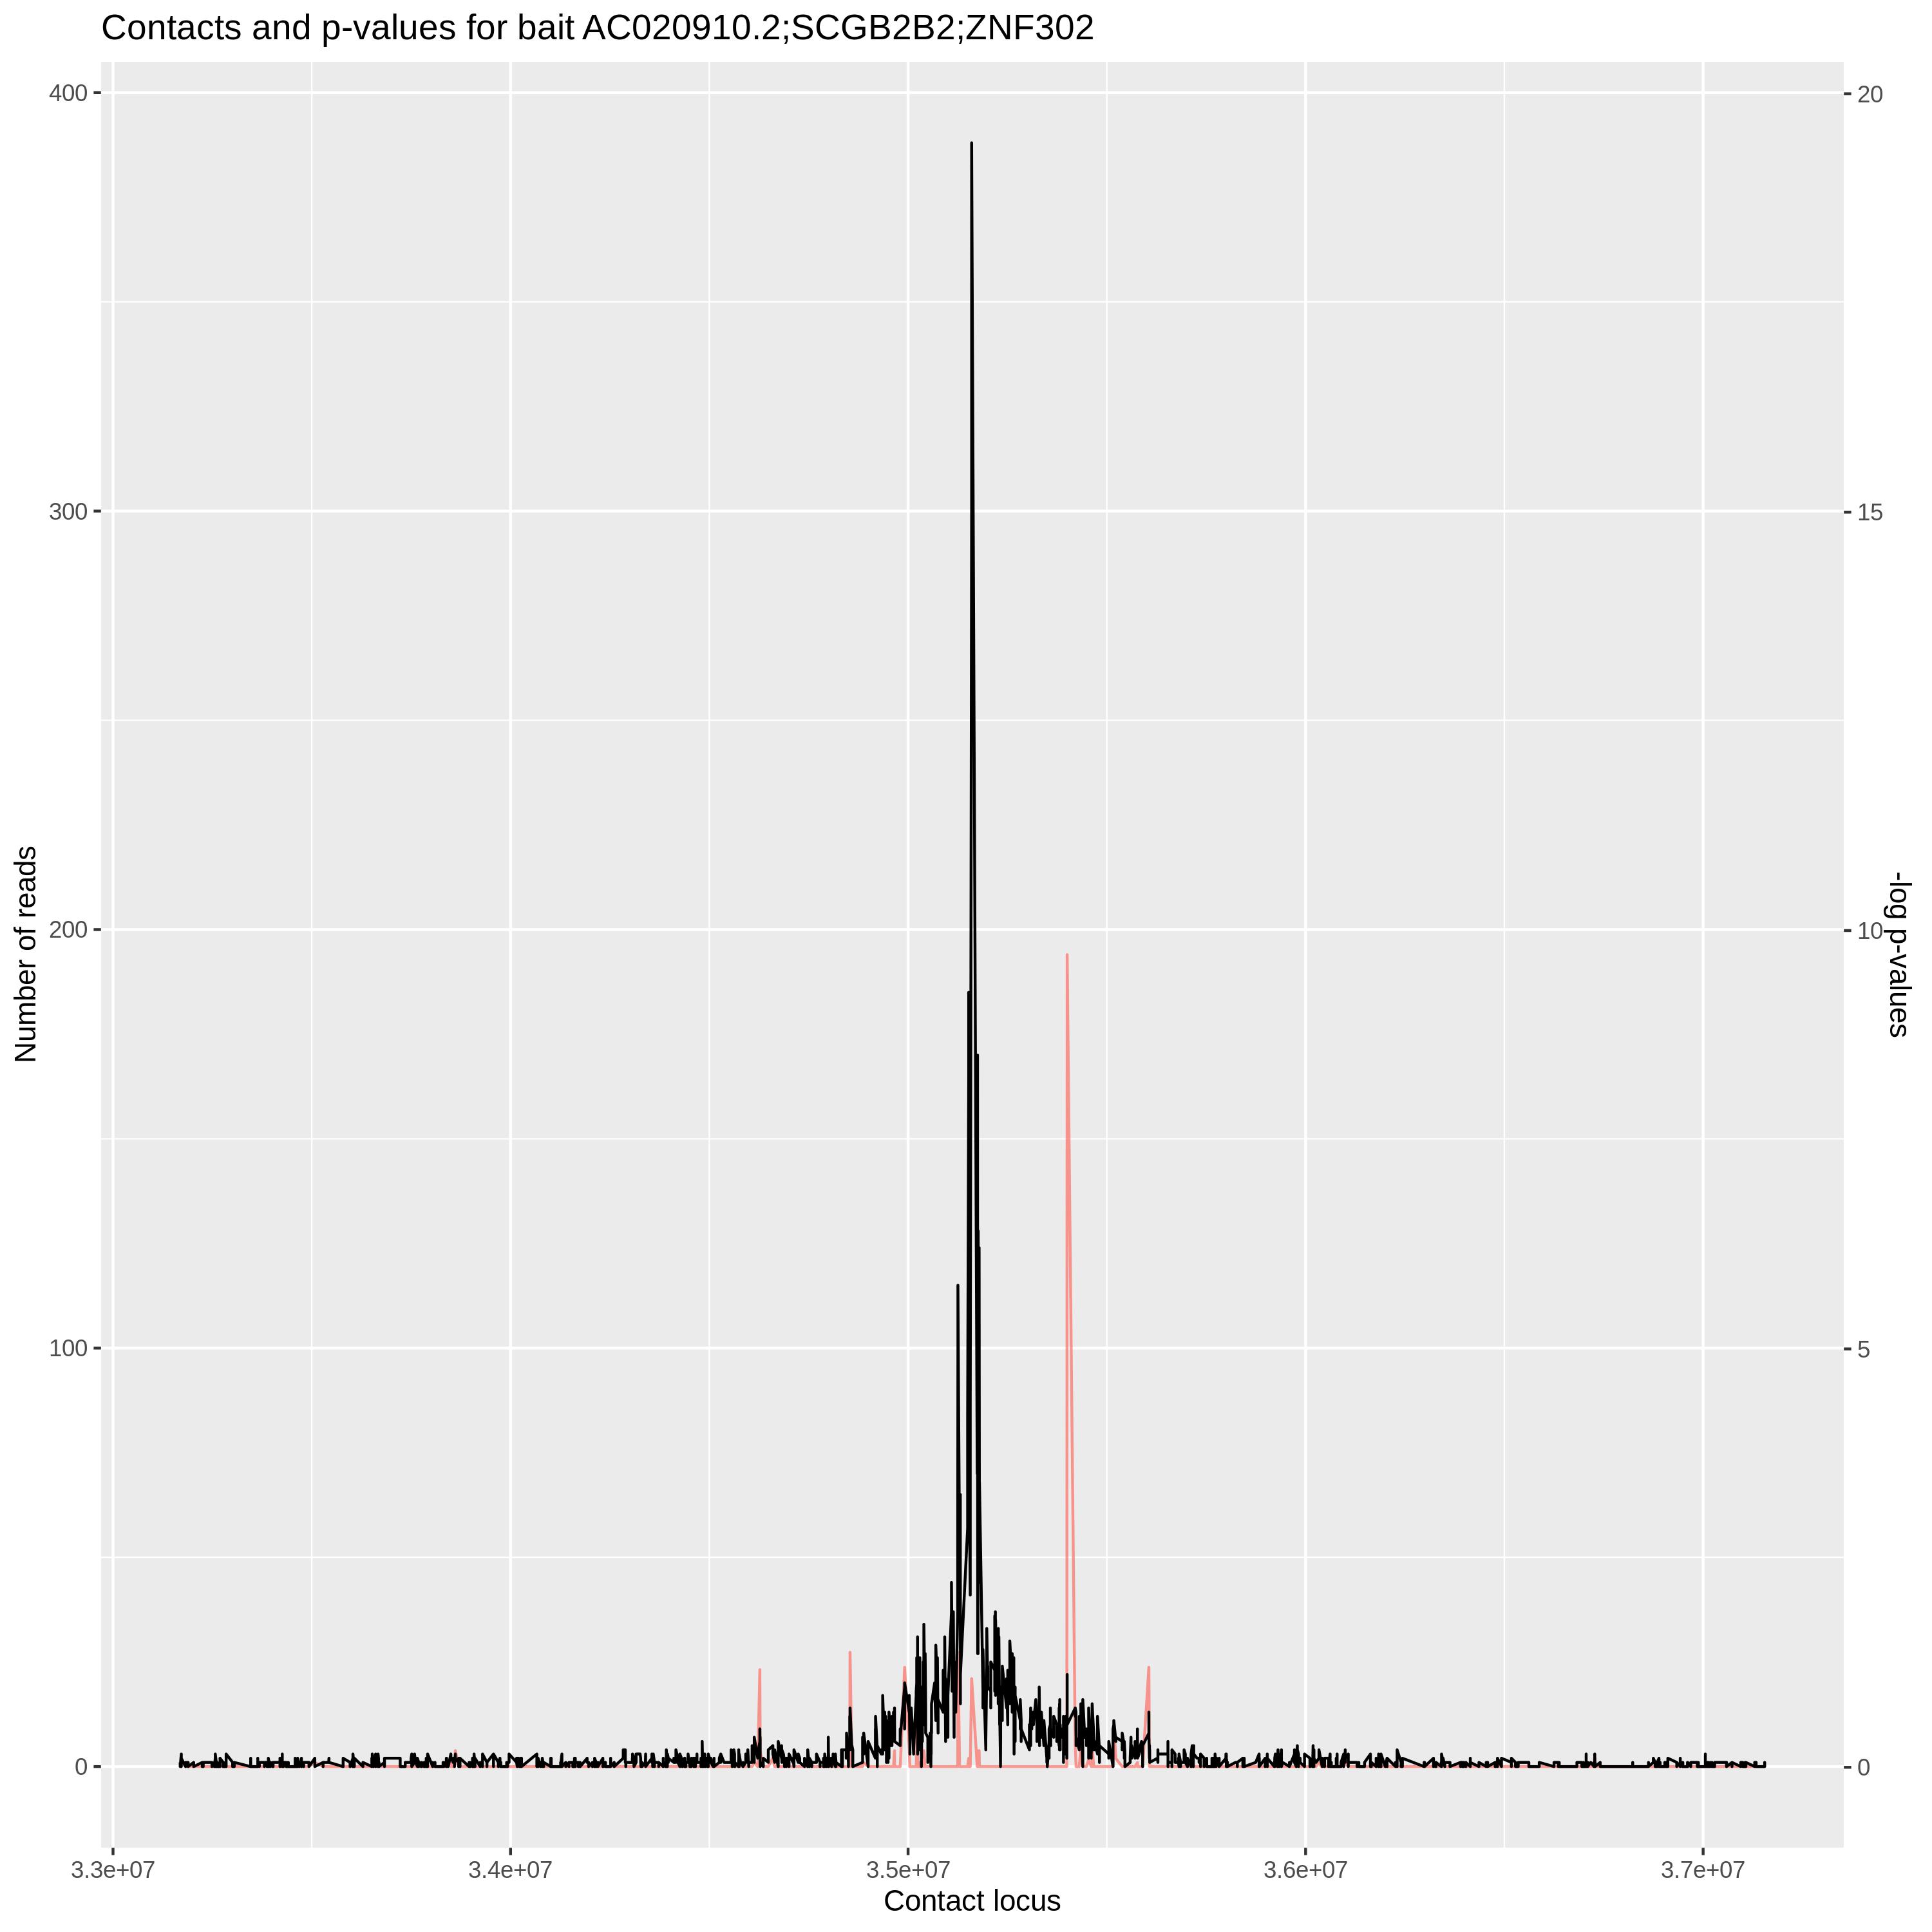 Contacts and p-values for bait AC020910.2;SCGB2B2;ZNF302
400
300
200
100
0
Number of reads
20
15
10
5
0
-log p-values
3.3e+07
3.4e+07
3.5e+07
3.6e+07
3.7e+07
Contact locus